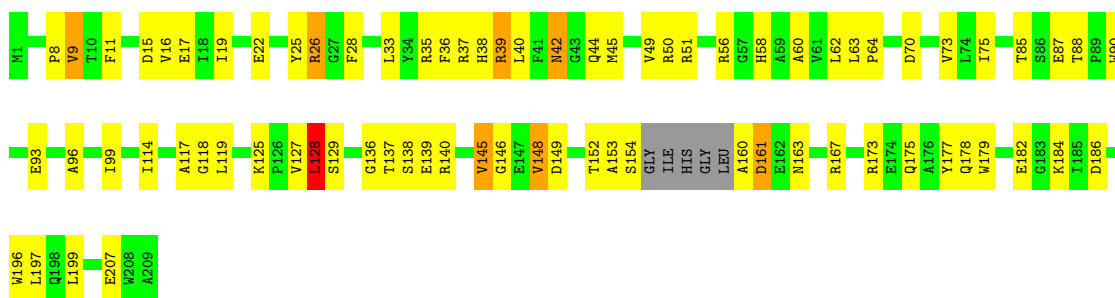 M1 P8 V9 T10 F11 D15 V16 E17 I18 I19 E22 Y25 R26 G27 F28 L33 Y34 R35 F36 R37 H38 R39 L40 F41 N42 G43 Q44 M45 V49 R50 R51 R56 G57 H58 A59 A60 V61 L62 L63 P64 D70 V73 L74 I75 T85 S86 E87 T88 P89 W90
E93 A96 I99 I114 A117 G118 L119 K125 P126 V127 L128 S129 G136 T137 S138 E139 R140 V145 G146 E147 V148 D149 T152 A153 S154 GLY ILE HIS GLY LEU A160 D161 E162 N163 R167 R173 E174 Q175 A176 Y177 Q178 W179 E182 G183 K184 I185 D186
W196 L197 Q198 L199 E207 W208 A209